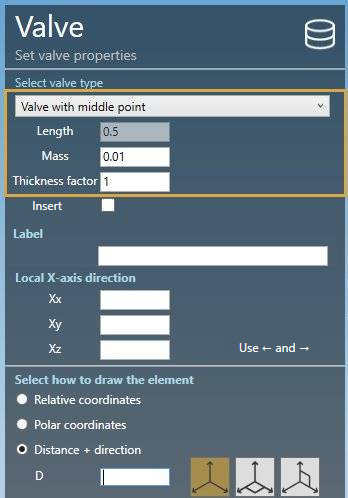 Valve
Set valve properties
Select valve type
Valve with middle point
Length 0.5
Mass 0.01
Thickness factor 1
Insert
Label
Local X-axis direction
Xx
Xy
Xz Use ← and →
Select how to draw the element
Relative coordinates
Polar coordinates
Distance + direction
D